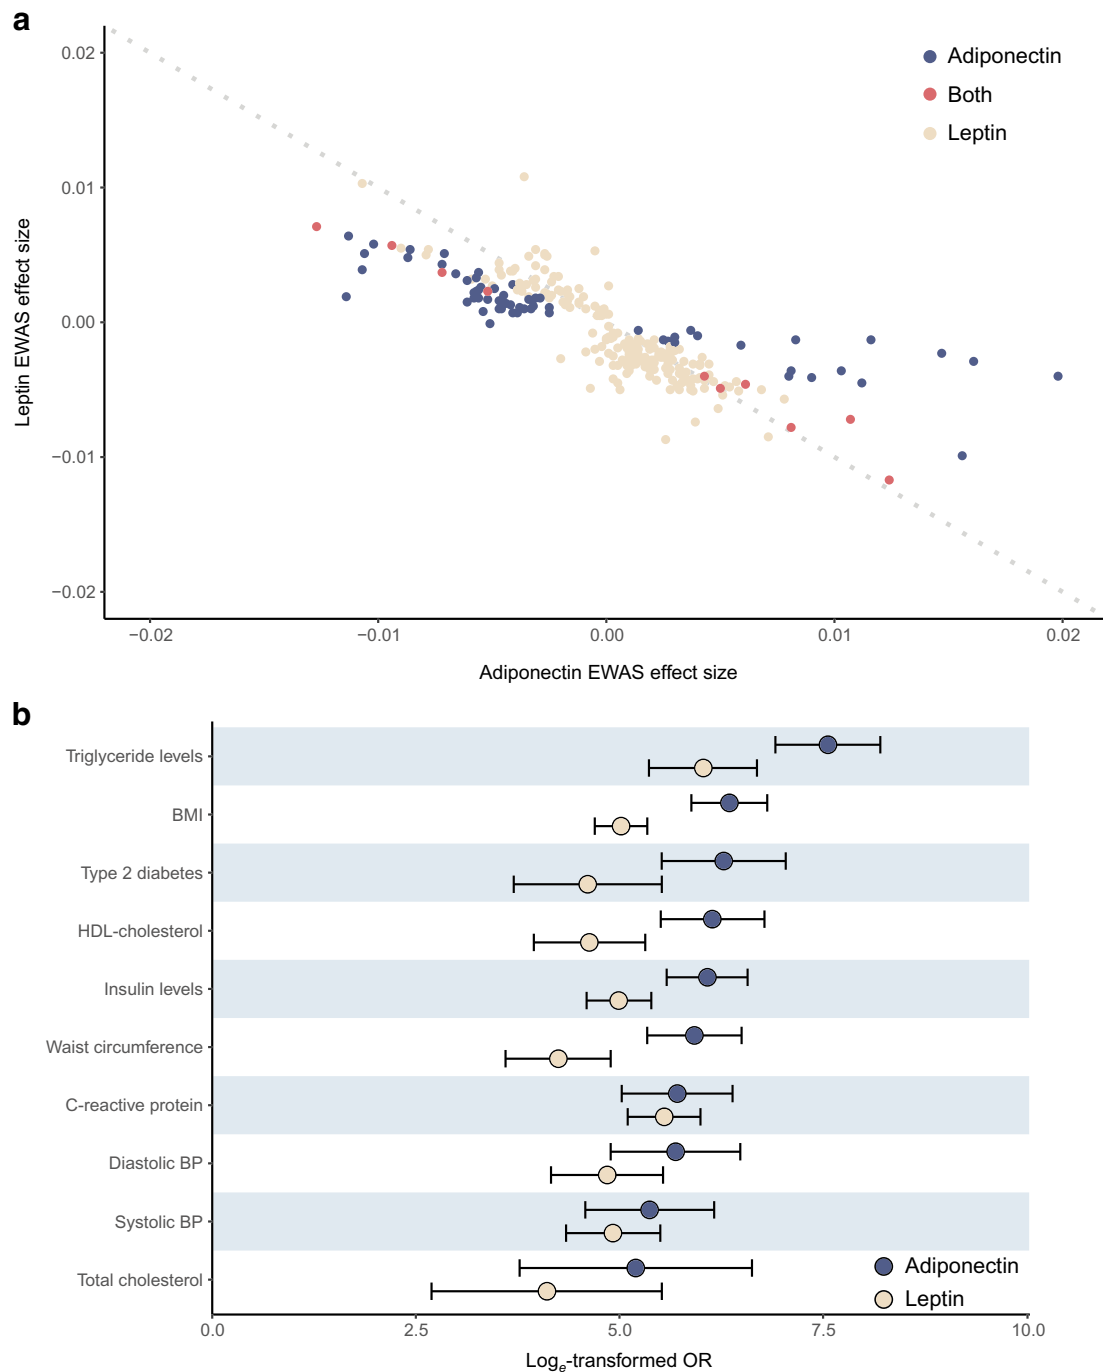 a
0.02
0.01
0.00
−0.01
−0.02
Leptin EWAS effect size
Adiponectin
Both
Leptin
−0.02 −0.01 0.00 0.01 0.02
Adiponectin EWAS effect size
b
Triglyceride levels
BMI
Type 2 diabetes
HDL-cholesterol
Insulin levels
Waist circumference
C-reactive protein
Diastolic BP
Systolic BP
Total cholesterol
Adiponectin
Leptin
0.0 2.5 5.0 7.5 10.0
Logₑ-transformed OR